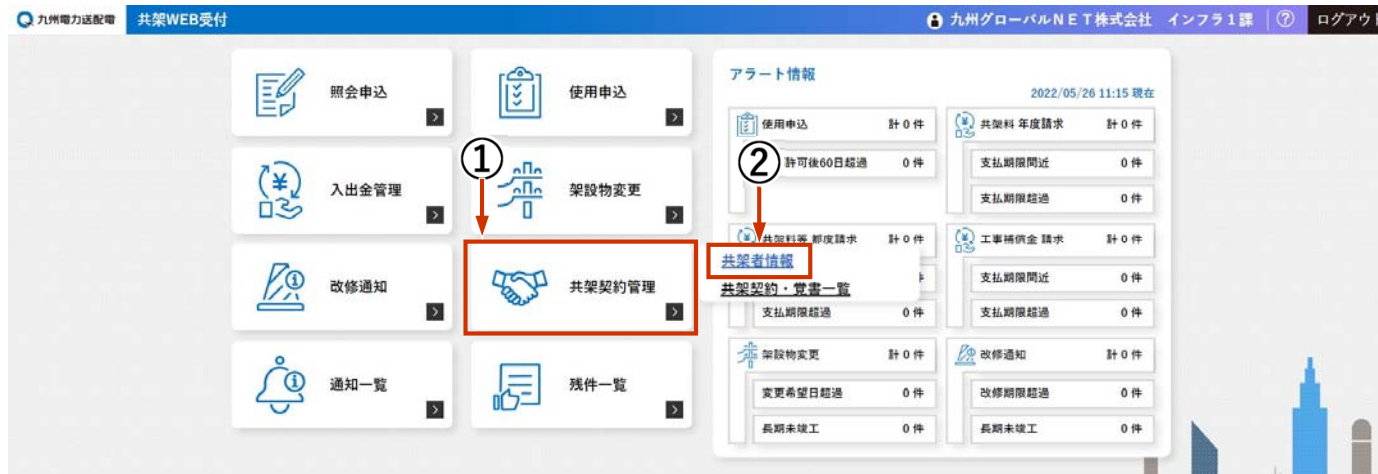 九州電力送配電 共架WEB受付 九州グローバルNET株式会社 インフラ1課 ? ログアウト
照会申込
使用申込
①
入出金管理
架設物変更
改修通知
共架契約管理
通知一覧
残件一覧
アラート情報
2022/05/26 11:15 現在
使用申込 計 0 件
許可後60日超過 0 件
②
共架料 年度請求 計 0 件
支払期限間近 0 件
支払期限超過 0 件
共架料等 都度請求 計 0 件
共架者情報
共架契約・覚書一覧
支払期限超過 0 件
工事補償金 請求 計 0 件
支払期限間近 0 件
支払期限超過 0 件
架設物変更 計 0 件
変更希望日超過 0 件
長期未竣工 0 件
改修通知 計 0 件
改修期限超過 0 件
長期未竣工 0 件